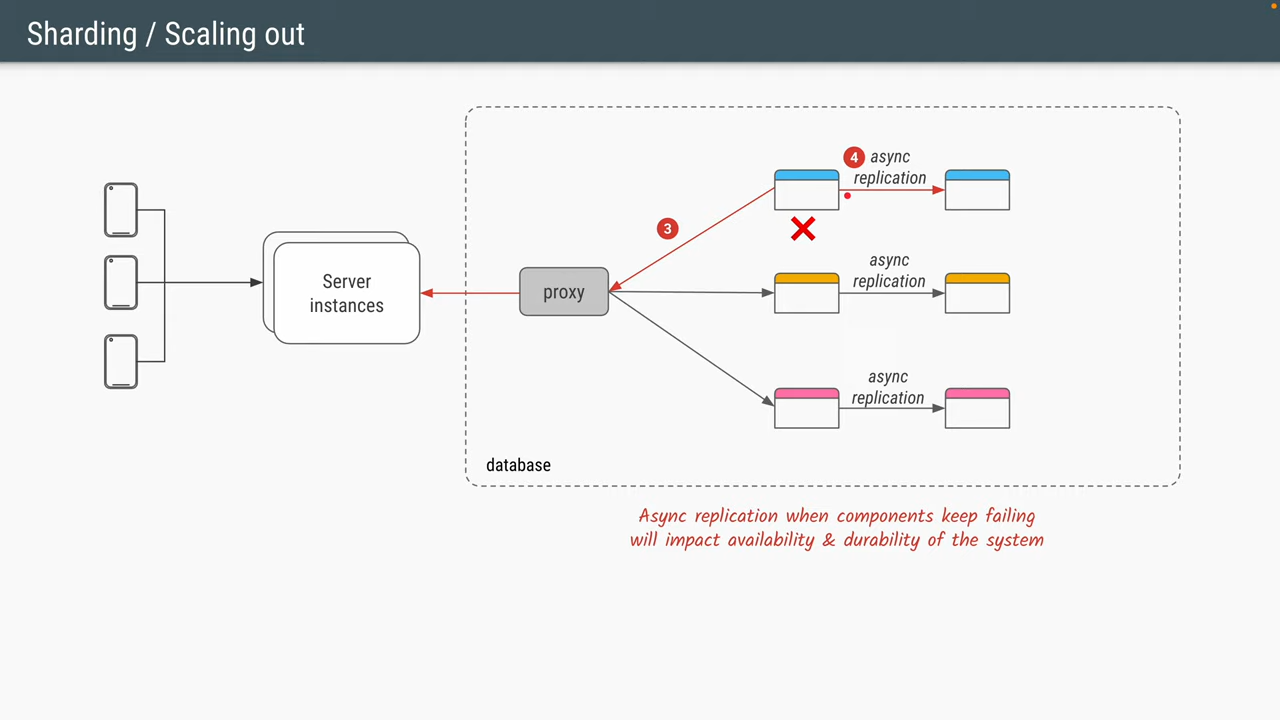 Sharding / Scaling out
4
async
replication
3
async
replication
Server
instances
proxy
async
replication
database
Async replication when components keep failing
will impact availability & durability of the system